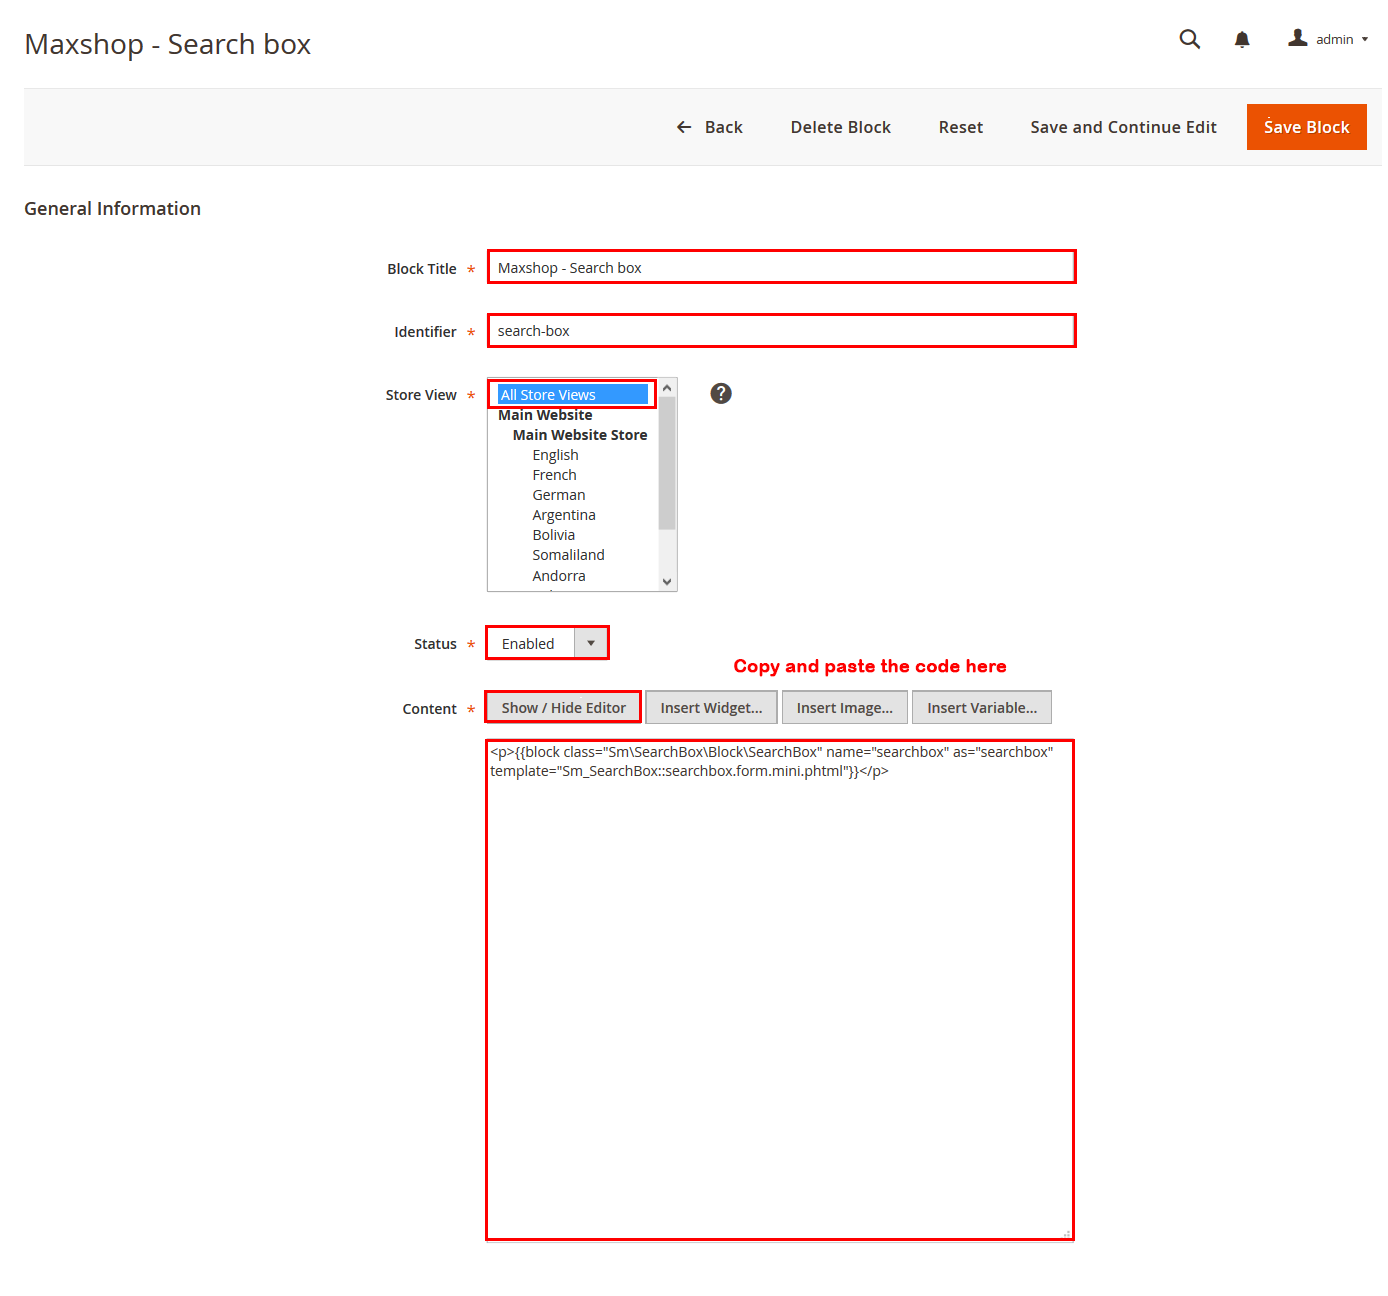 Maxshop - Search box
admin
Back Delete Block Reset Save and Continue Edit Save Block
General Information
Block Title * Maxshop - Search box
Identifier * search-box
Store View * All Store Views
Main Website
Main Website Store
English
French
German
Argentina
Bolivia
Somaliland
Andorra
Status * Enabled
Copy and paste the code here
Content * Show / Hide Editor Insert Widget... Insert Image... Insert Variable...
<p>{{block class="Sm\SearchBox\Block\SearchBox" name="searchbox" as="searchbox"
template="Sm_SearchBox::searchbox.form.mini.phtml"}}</p>